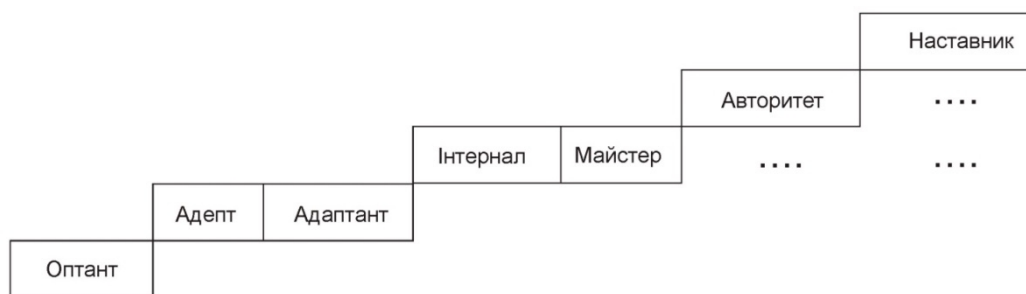 Наставник
Авторитет ....
Інтернал Майстер .... ....
Адепт Адаптант
Оптант